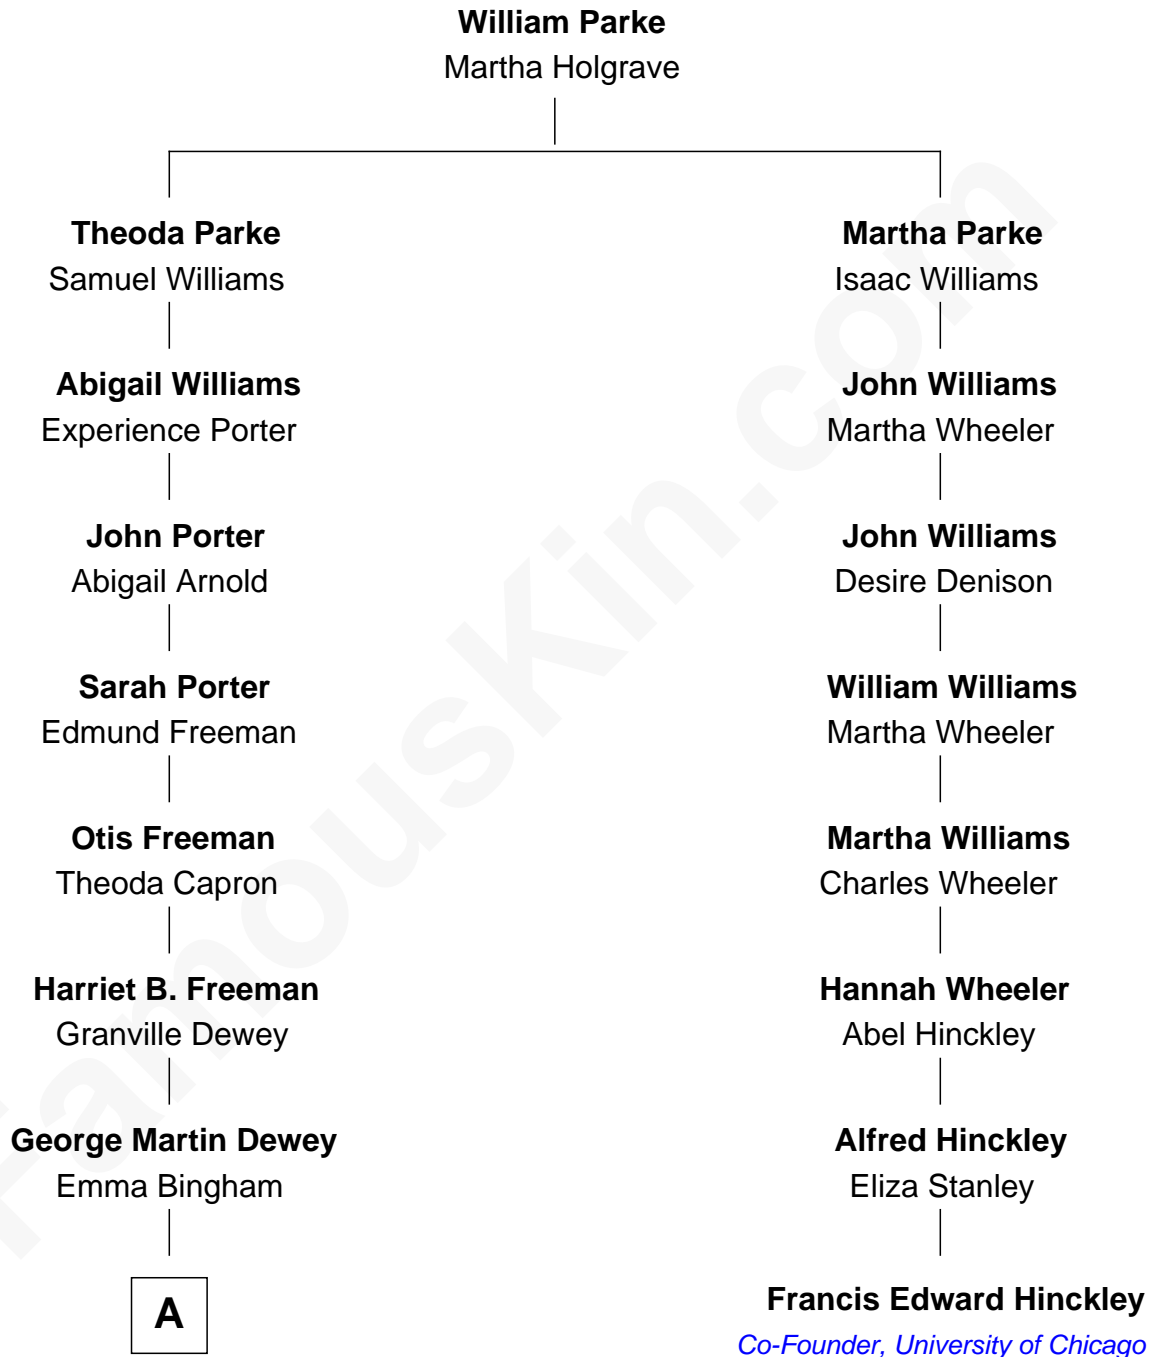 William Parke
Martha Holgrave
Theoda Parke
Samuel Williams
Martha Parke
Isaac Williams
Abigail Williams
Experience Porter
John Williams
Martha Wheeler
John Porter
Abigail Arnold
John Williams
Desire Denison
Sarah Porter
Edmund Freeman
William Williams
Martha Wheeler
Otis Freeman
Theoda Capron
Martha Williams
Charles Wheeler
Harriet B. Freeman
Granville Dewey
Hannah Wheeler
Abel Hinckley
George Martin Dewey
Emma Bingham
Alfred Hinckley
Eliza Stanley
A
Francis Edward Hinckley
Co-Founder, University of Chicago
FamousKin.com